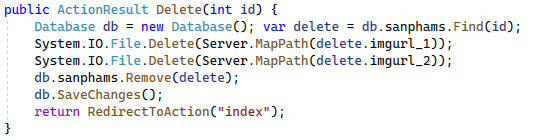 public ActionResult Delete(int id) {
Database db = new Database(); var delete = db.sanphams.Find(id);
System.IO.File.Delete(Server.MapPath(delete.imgurl_1));
System.IO.File.Delete(Server.MapPath(delete.imgurl_2));
db.sanphams.Remove(delete);
db.SaveChanges();
return RedirectToAction("index");
}